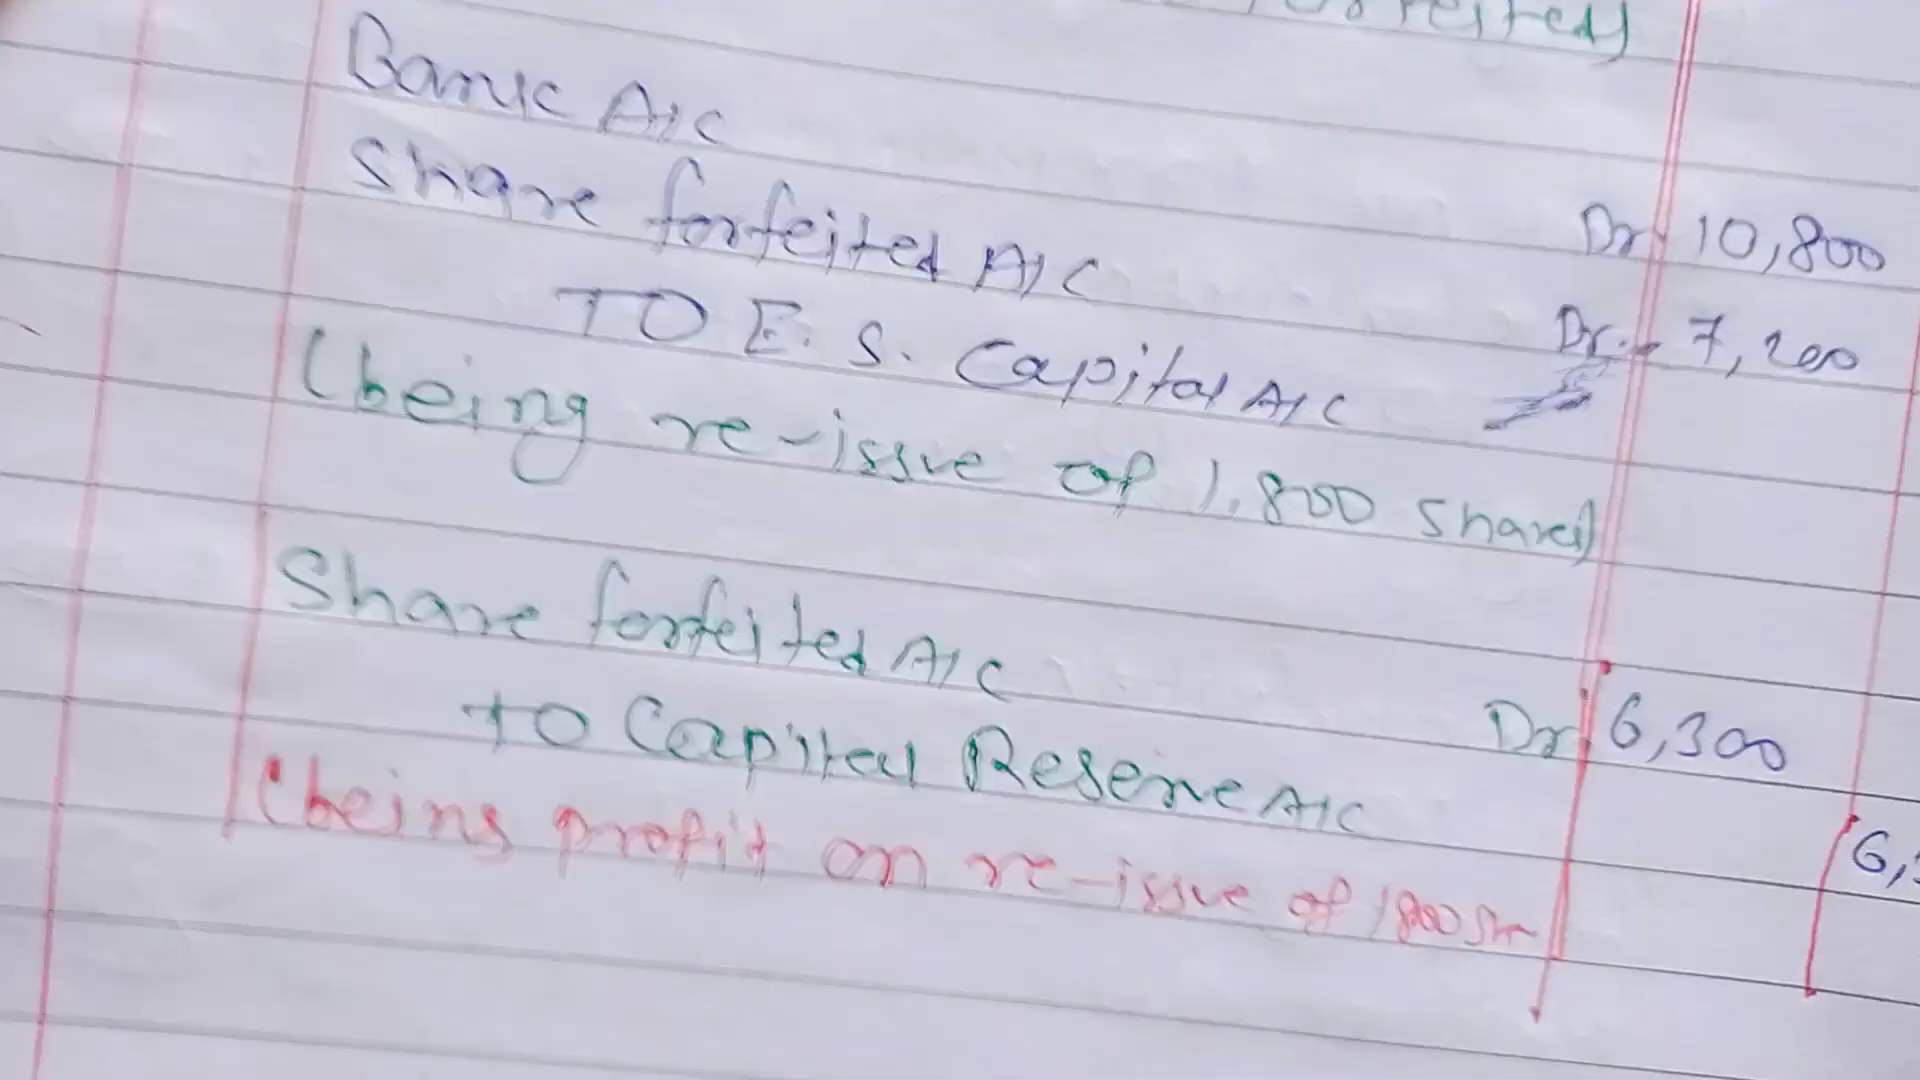 Bank A/C Dr 10,800
Share forfeited A/C Dr. 7,200
TO E. S. Capital A/C
(being re-issue of 1,800 shares)
Share forfeited A/C Dr. 6,300
to Capital Reserve A/C 6,
(being profit on re-issue of 1800 Sh